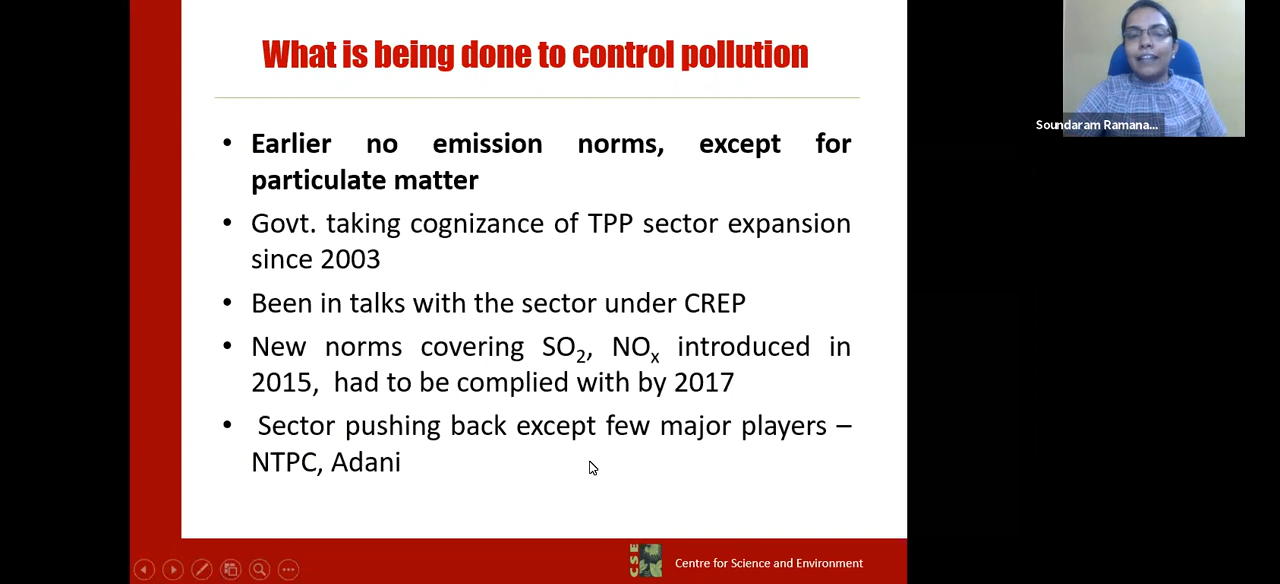 What is being done to control pollution
Soundaram Ramana...
• Earlier no emission norms, except for
particulate matter
• Govt. taking cognizance of TPP sector expansion
since 2003
• Been in talks with the sector under CREP
• New norms covering SO₂, NOₓ introduced in
2015, had to be complied with by 2017
• Sector pushing back except few major players –
NTPC, Adani
CSE
Centre for Science and Environment